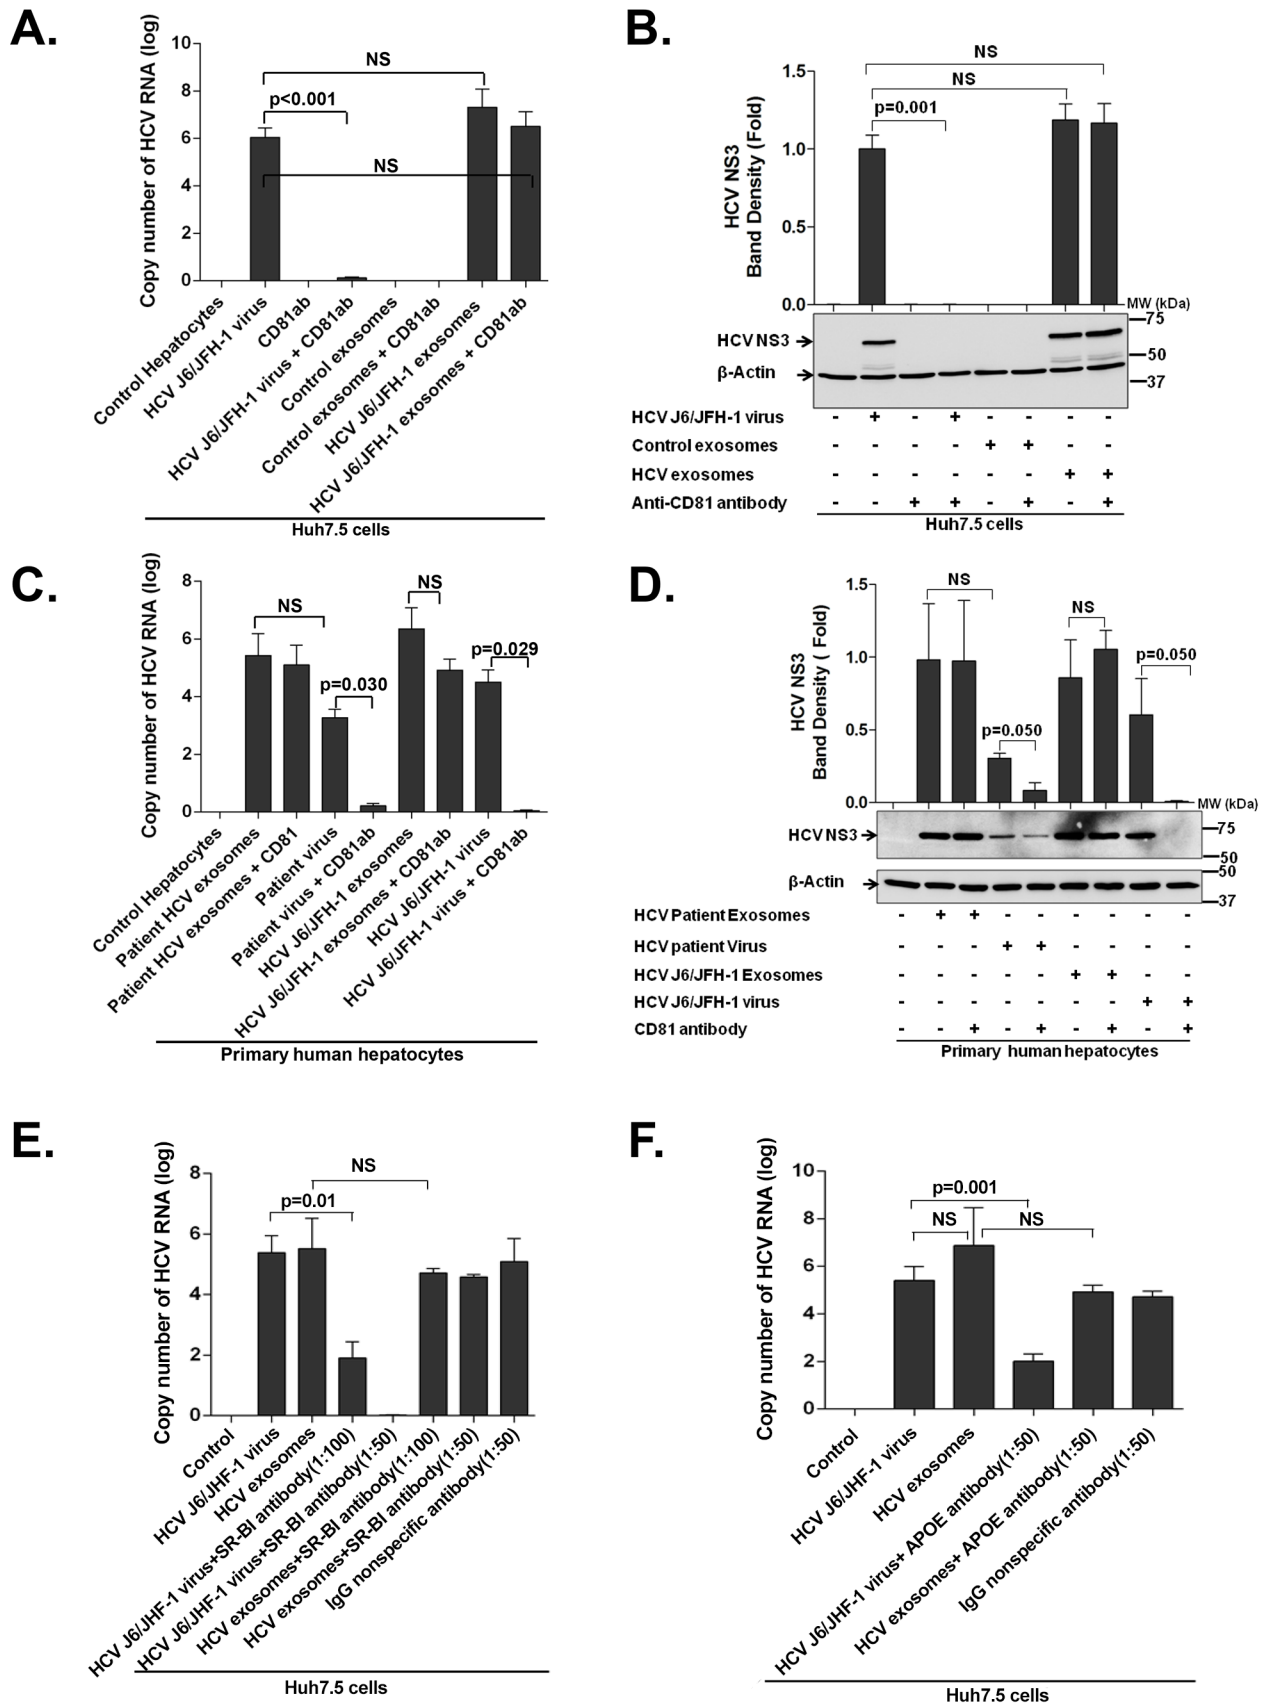 A.
Copy number of HCV RNA (log)
10
8
6
4
2
0
NS
p<0.001
NS
Control Hepatocytes
HCV J6/JFH-1 virus
CD81ab
HCV J6/JFH-1 virus + CD81ab
Control exosomes
Control exosomes + CD81ab
HCV J6/JFH-1 exosomes
HCV J6/JFH-1 exosomes + CD81ab
Huh7.5 cells
B.
HCV NS3
Band Density (Fold)
1.5
1.0
0.5
0.0
NS
NS
p=0.001
MW (kDa)
75
50
37
HCV NS3
β-Actin
HCV J6/JFH-1 virus - + - + - - - -
Control exosomes - - - - + + - -
HCV exosomes - - - - - - + +
Anti-CD81 antibody - - + + - + - +
Huh7.5 cells
C.
Copy number of HCV RNA (log)
8
6
4
2
0
NS
p=0.030
NS
p=0.029
Control Hepatocytes
Patient HCV exosomes
Patient HCV exosomes + CD81
Patient virus
Patient virus + CD81ab
HCV J6/JFH-1 exosomes
HCV J6/JFH-1 exosomes + CD81ab
HCV J6/JFH-1 virus
HCV J6/JFH-1 virus + CD81ab
Primary human hepatocytes
D.
HCV NS3
Band Density ( Fold)
1.5
1.0
0.5
0.0
NS
p=0.050
NS
p=0.050
MW (kDa)
75
50
50
37
HCV NS3
β-Actin
HCV Patient Exosomes - + + - - - - - -
HCV patient Virus - - - + + - - - -
HCV J6/JFH-1 Exosomes - - - - - + + - -
HCV J6/JFH-1 virus - - - - - - - + +
CD81 antibody - - + - + - + - +
Primary human hepatocytes
E.
Copy number of HCV RNA (log)
8
6
4
2
0
NS
p=0.01
Control
HCV J6/JHF-1 virus
HCV exosomes
HCV J6/JHF-1 virus+SR-BI antibody(1:100)
HCV J6/JHF-1 virus+SR-BI antibody(1:50)
HCV exosomes+SR-BI antibody(1:100)
HCV exosomes+SR-BI antibody(1:50)
IgG nonspecific antibody(1:50)
Huh7.5 cells
F.
Copy number of HCV RNA (log)
10
8
6
4
2
0
p=0.001
NS
NS
Control
HCV J6/JHF-1 virus
HCV exosomes
HCV J6/JHF-1 virus+ APOE antibody(1:50)
HCV exosomes+ APOE antibody(1:50)
IgG nonspecific antibody(1:50)
Huh7.5 cells